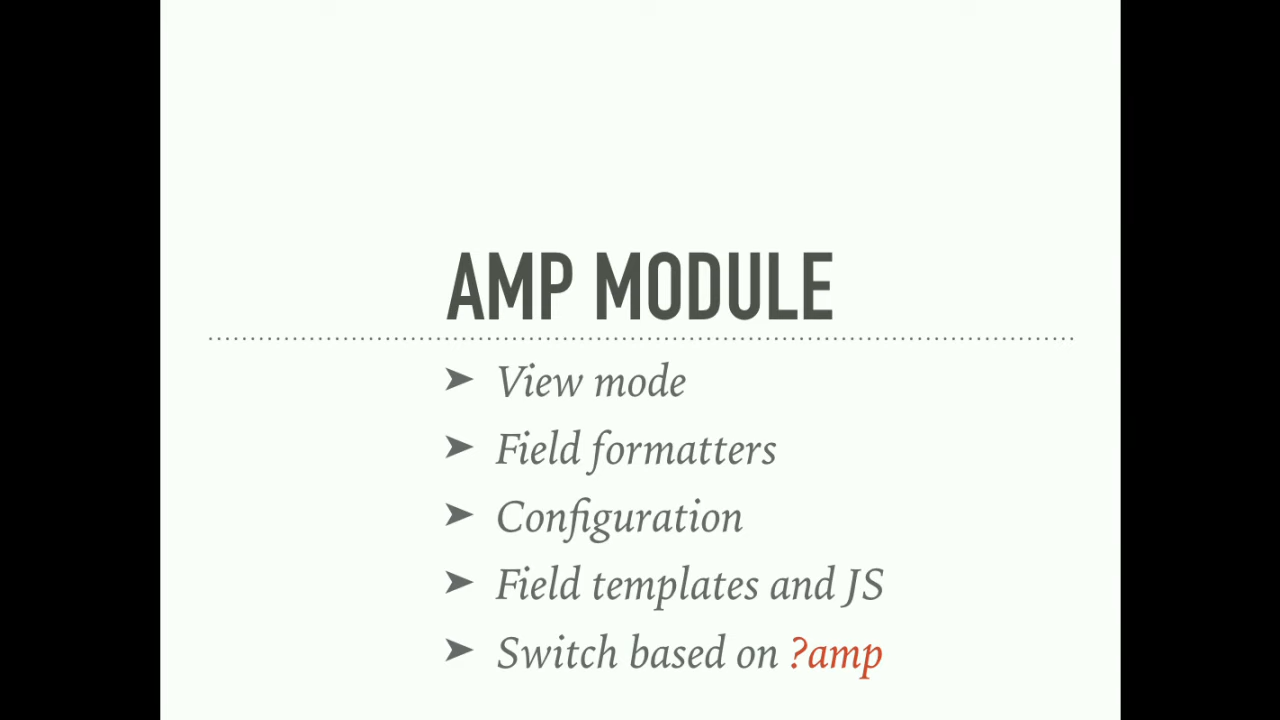 AMP MODULE
➤ View mode
➤ Field formatters
➤ Configuration
➤ Field templates and JS
➤ Switch based on ?amp